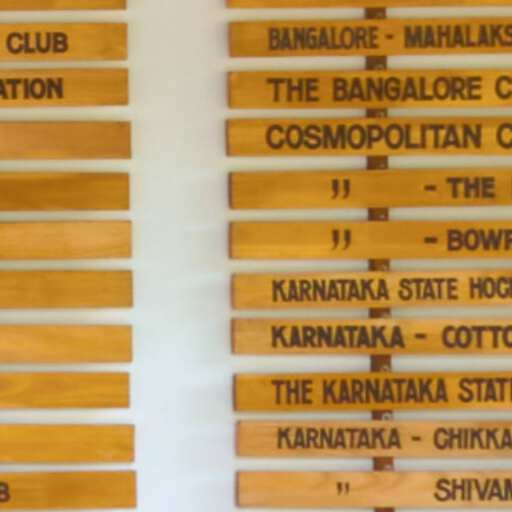 CLUB
BANGALORE - MAHALAKS
ATION
THE BANGALORE C
COSMOPOLITAN C
" - THE
" - BOWR
KARNATAKA STATE HOC
KARNATAKA - COTTO
THE KARNATAKA STAT
KARNATAKA - CHIKKA
B
" SHIVAM